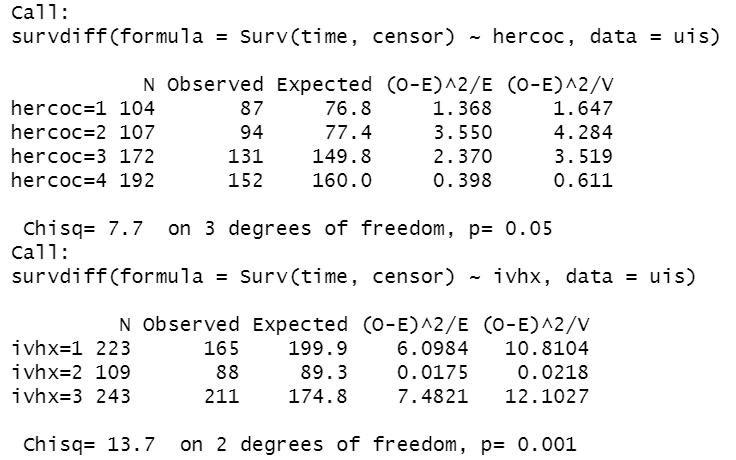 Call:
survdiff(formula = Surv(time, censor) ~ hercoc, data = uis)
N Observed Expected (O-E)^2/E (O-E)^2/V
hercoc=1 104 87 76.8 1.368 1.647
hercoc=2 107 94 77.4 3.550 4.284
hercoc=3 172 131 149.8 2.370 3.519
hercoc=4 192 152 160.0 0.398 0.611
Chisq= 7.7 on 3 degrees of freedom, p= 0.05
Call:
survdiff(formula = Surv(time, censor) ~ ivhx, data = uis)
N Observed Expected (O-E)^2/E (O-E)^2/V
ivhx=1 223 165 199.9 6.0984 10.8104
ivhx=2 109 88 89.3 0.0175 0.0218
ivhx=3 243 211 174.8 7.4821 12.1027
Chisq= 13.7 on 2 degrees of freedom, p= 0.001